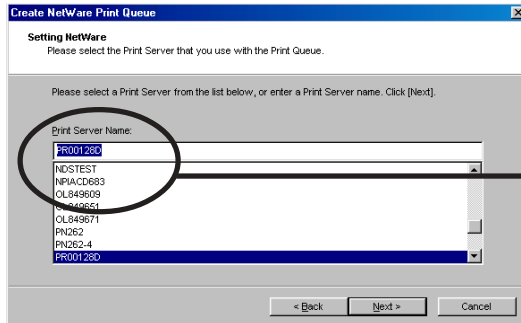 Create NetWare Print Queue
Setting NetWare
Please select the Print Server that you use with the Print Queue.
Please select a Print Server from the list below, or enter a Print Server name. Click [Next].
Print Server Name:
PR00128D
NDSTEST
NPIACD683
OL849609
OL849651
OL849671
PN262
PN262-4
PR00128D
< Back
Next >
Cancel